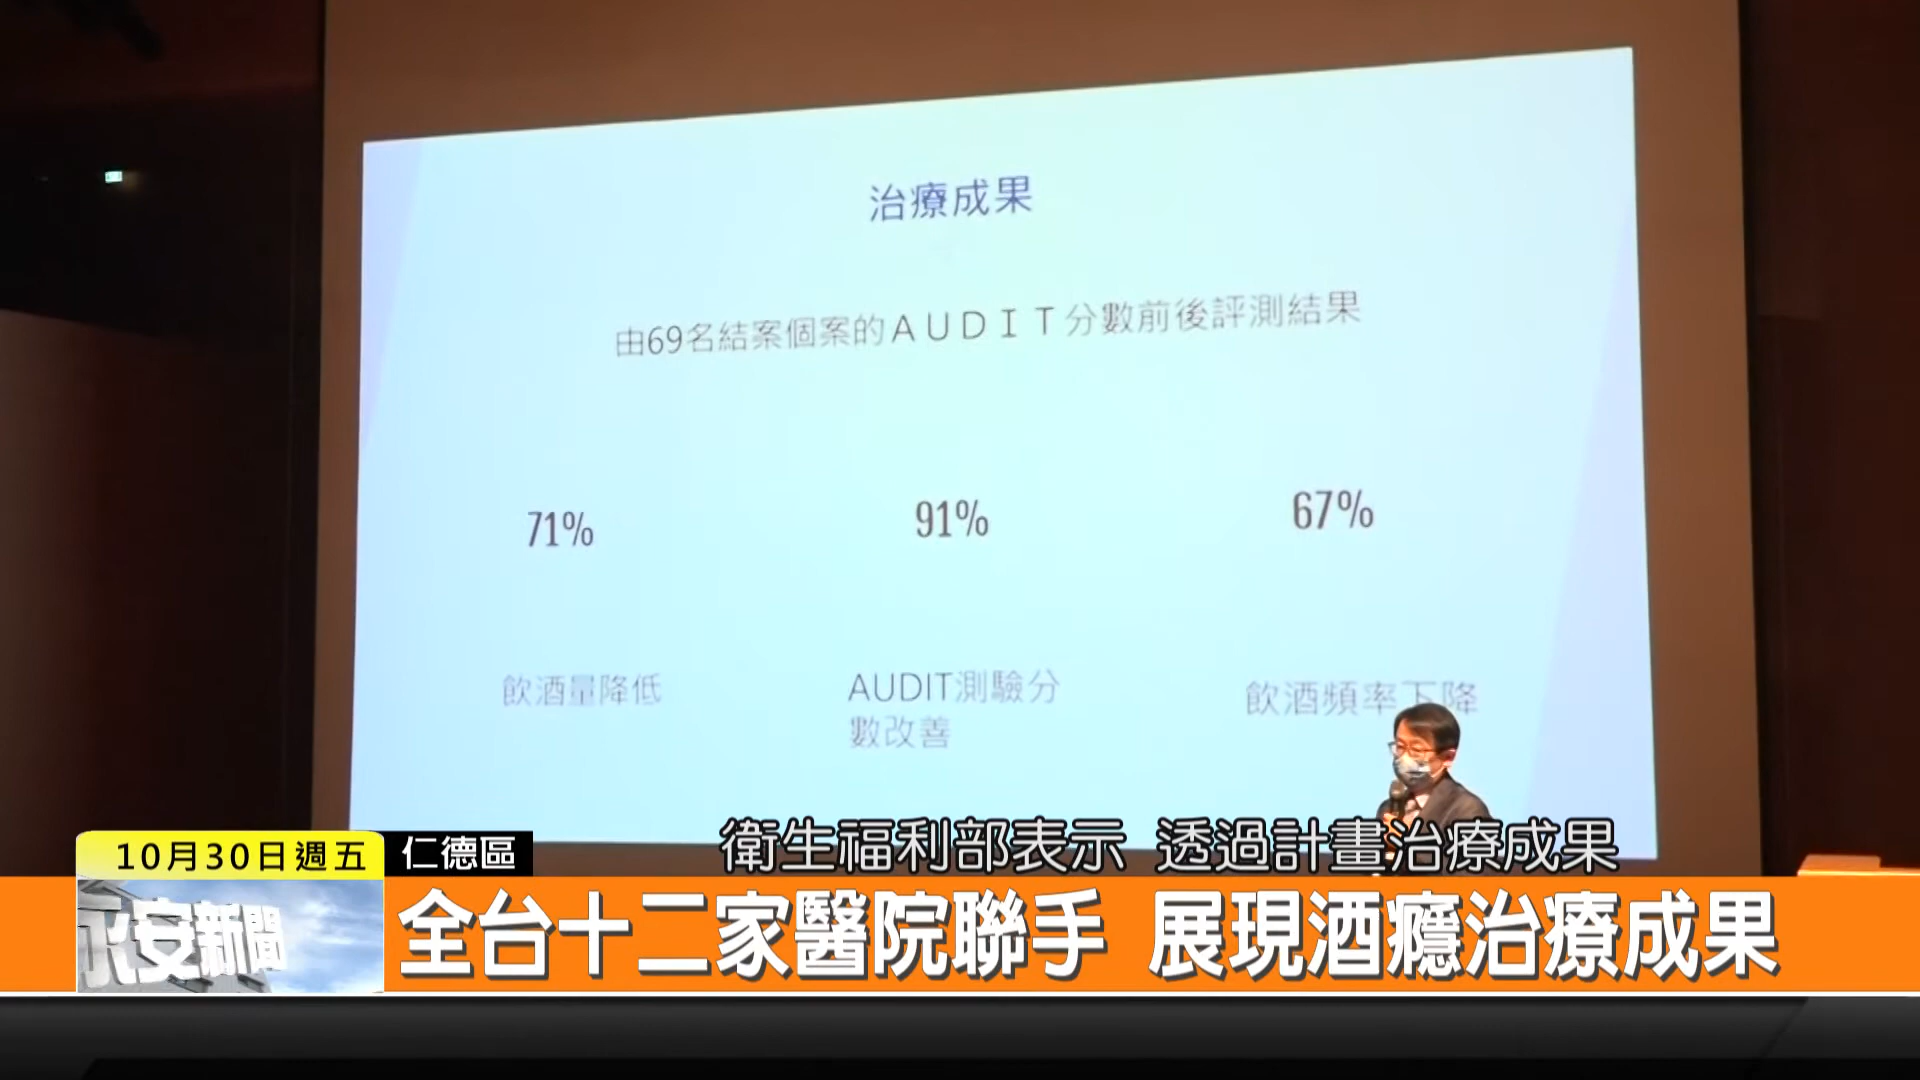 治療成果
由69名結案個案的AUDIT分數前後評測結果
71%
91%
67%
飲酒量降低
AUDIT測驗分
數改善
飲酒頻率下降
衛生福利部表示 透過計畫治療成果
10月30日週五
仁德區
永安新聞
全台十二家醫院聯手 展現酒癮治療成果